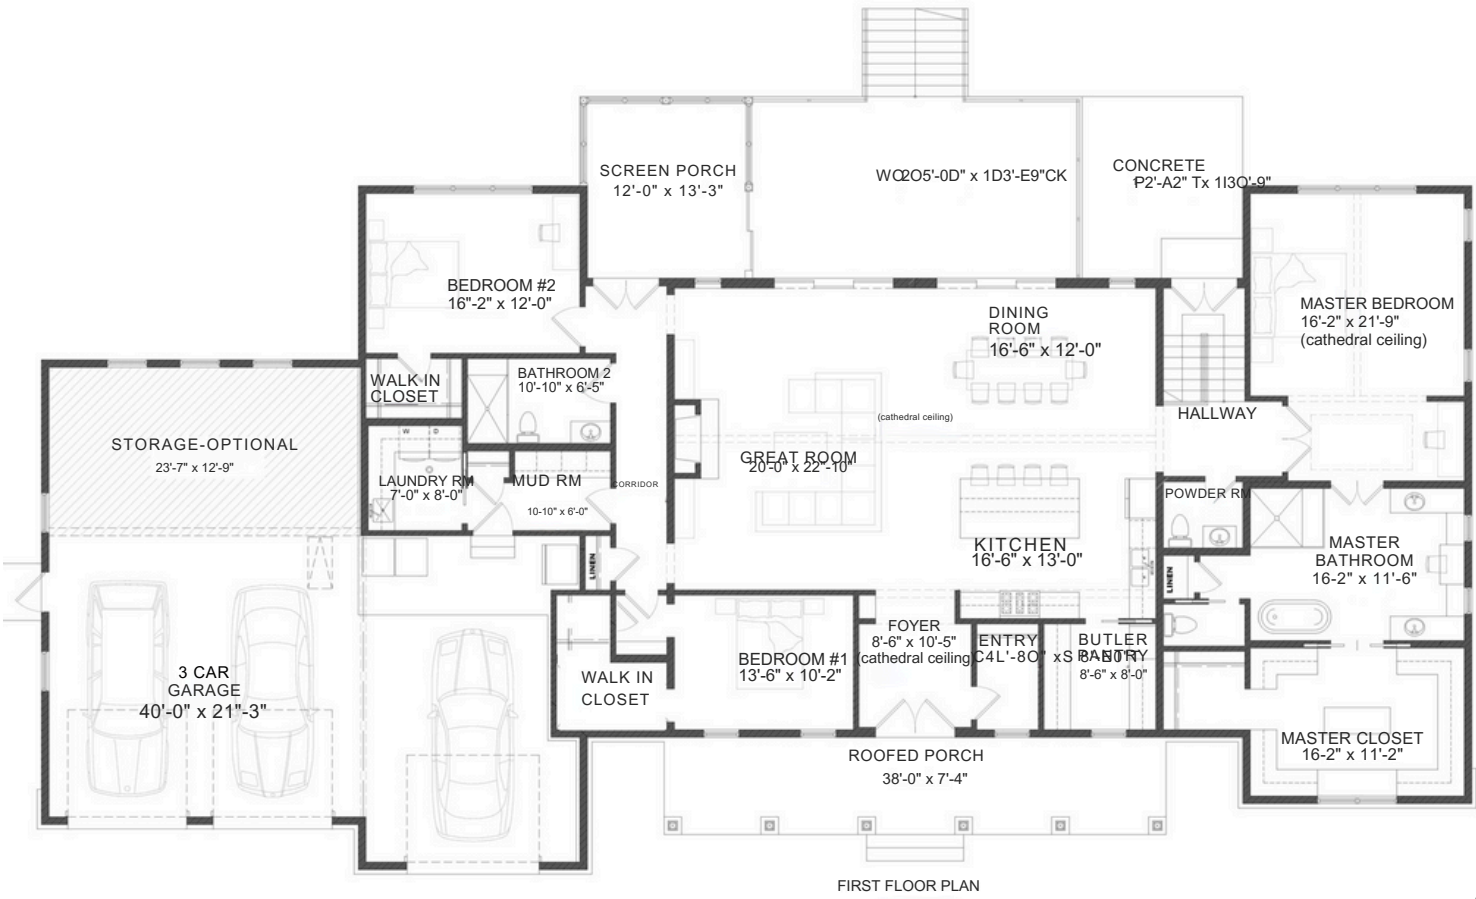 SCREEN PORCH
12'-0" x 13'-3"
CONCRETE
BEDROOM #2
16"-2" x 12'-0"
DINING
ROOM
16'-6" x 12'-0"
MASTER BEDROOM
16'-2" x 21'-9"
(cathedral ceiling)
WALK IN
CLOSET
BATHROOM 2
10'-10" x 6'-5"
(cathedral ceiling)
HALLWAY
STORAGE-OPTIONAL
23'-7" x 12'-9"
W D
LAUNDRY RM
7'-0" x 8'-0"
MUD RM
10-10" x 6'-0"
CORRIDOR
GREAT ROOM
20'-0" x 22"-10"
POWDER RM
KITCHEN
16'-6" x 13'-0"
MASTER
BATHROOM
16-2" x 11'-6"
LINEN
LINEN
FOYER
8'-6" x 10'-5"
(cathedral ceiling)
ENTRY
BUTLER
PANTRY
8'-6" x 8'-0"
BEDROOM #1
13'-6" x 10'-2"
WALK IN
CLOSET
3 CAR
GARAGE
40'-0" x 21"-3"
MASTER CLOSET
16-2" x 11'-2"
ROOFED PORCH
38'-0" x 7'-4"
FIRST FLOOR PLAN